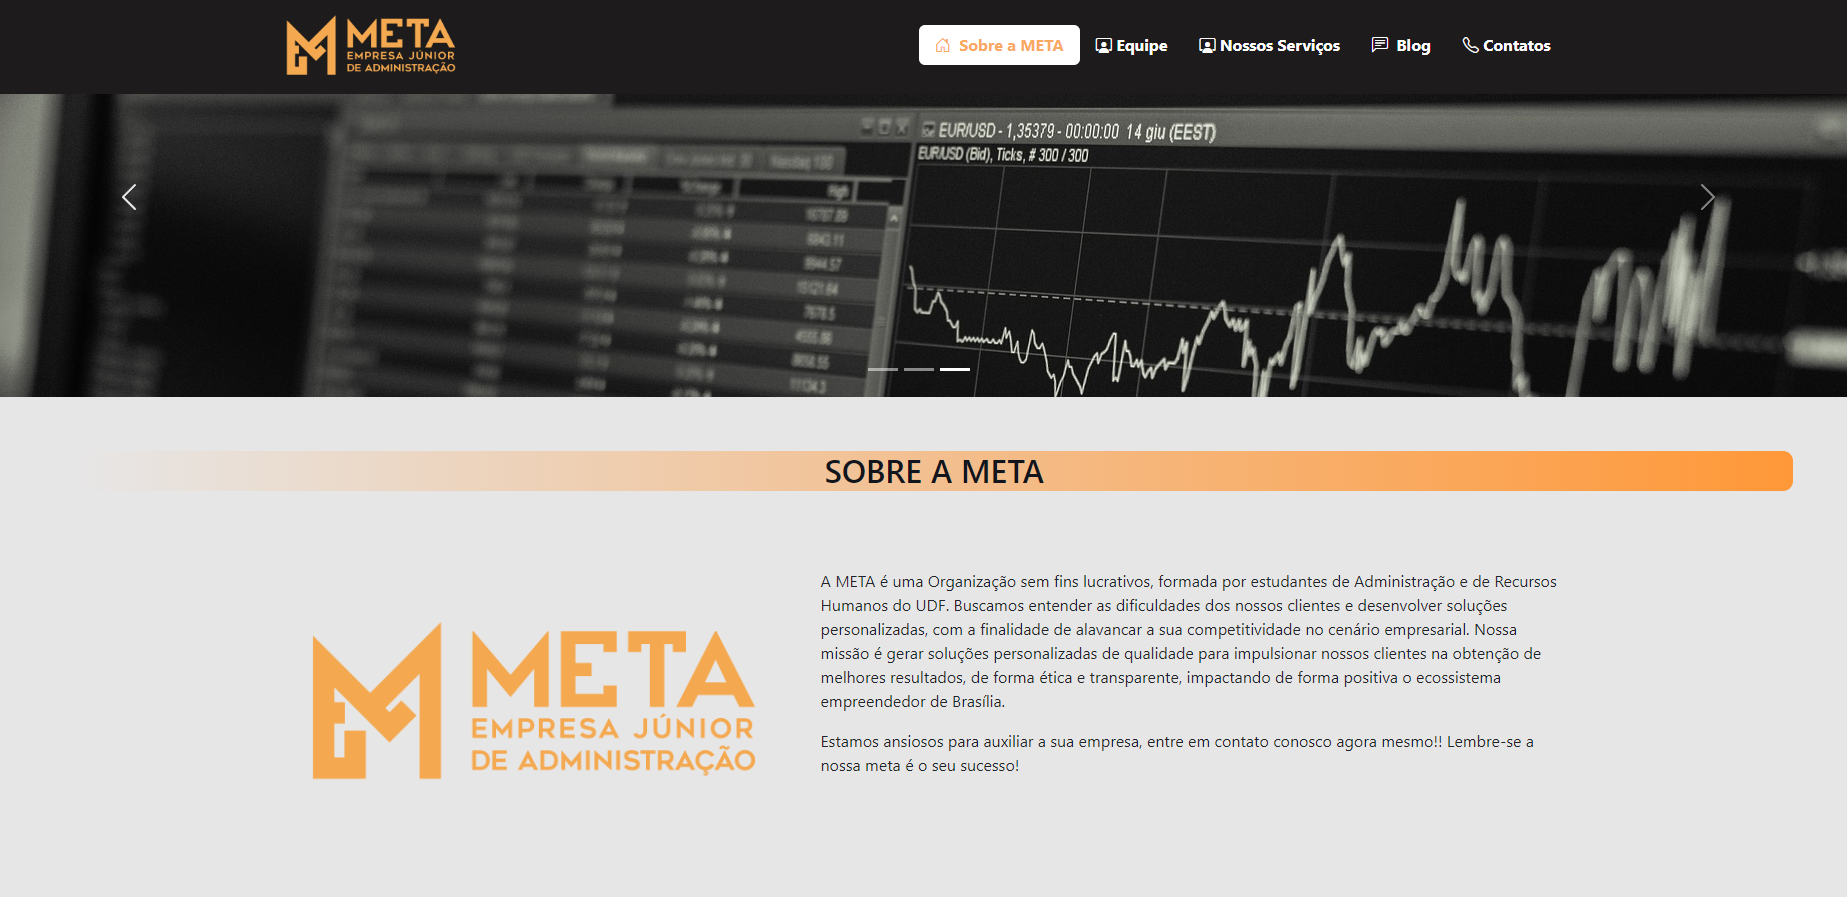 META
EMPRESA JÚNIOR
DE ADMINISTRAÇÃO
Sobre a META
Equipe
Nossos Serviços
Blog
Contatos
EUR/USD - 1,35379 - 00:00:00 14 giu (EEST)
EUR/USD (Bid), Ticks, # 300 / 300
Nasdaq 100
High
SOBRE A META
META
EMPRESA JÚNIOR
DE ADMINISTRAÇÃO
A META é uma Organização sem fins lucrativos, formada por estudantes de Administração e de Recursos
Humanos do UDF. Buscamos entender as dificuldades dos nossos clientes e desenvolver soluções
personalizadas, com a finalidade de alavancar a sua competitividade no cenário empresarial. Nossa
missão é gerar soluções personalizadas de qualidade para impulsionar nossos clientes na obtenção de
melhores resultados, de forma ética e transparente, impactando de forma positiva o ecossistema
empreendedor de Brasília.
Estamos ansiosos para auxiliar a sua empresa, entre em contato conosco agora mesmo!! Lembre-se a
nossa meta é o seu sucesso!